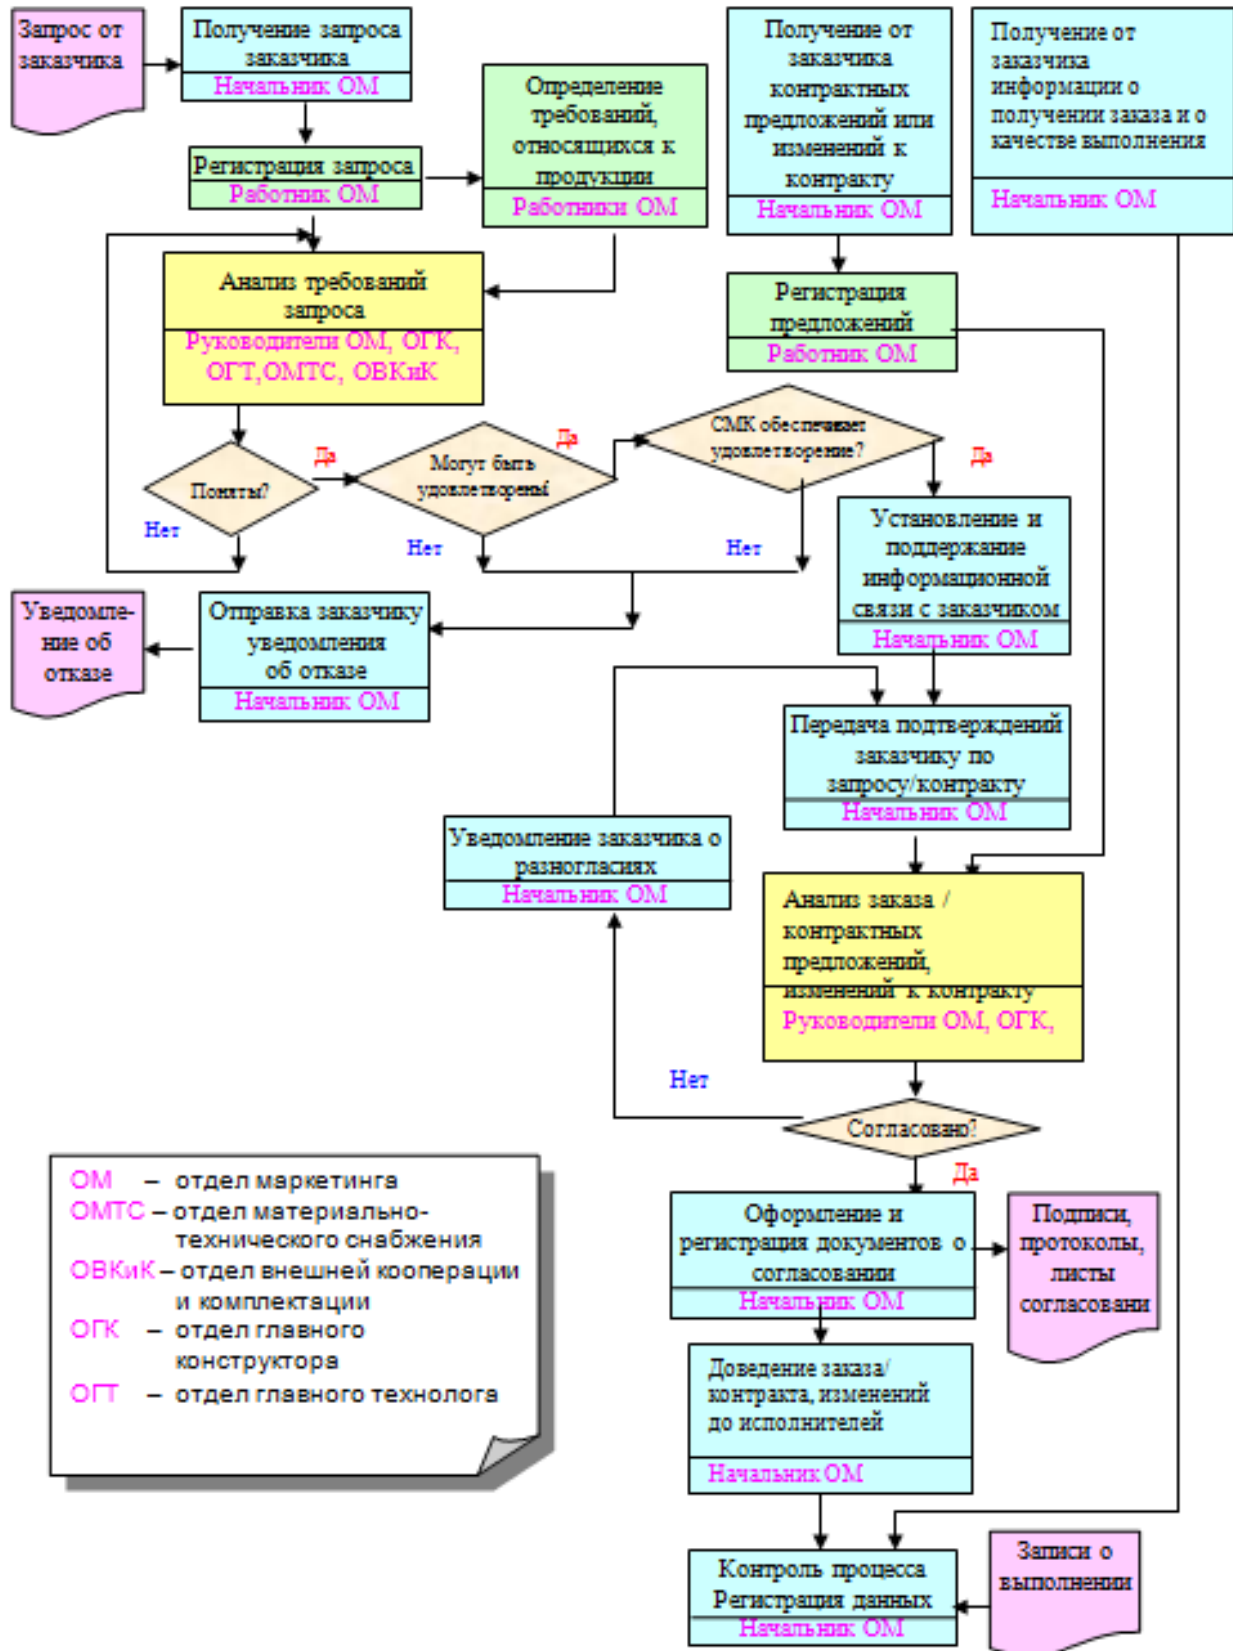 Запрос от
заказчика
Получение запроса
заказчика
Начальник ОМ
Регистрация запроса
Работник ОМ
Определение
требований,
относящихся к
продукции
Работники ОМ
Получение от
заказчика
контрактных
предложений или
изменений к
контракту
Начальник ОМ
Получение от
заказчика
информации о
получении заказа и о
качестве выполнения
Начальник ОМ
Анализ требований
запроса
Руководители ОМ, ОГК,
ОГТ,ОМТС, ОВКиК
Регистрация
предложений
Работник ОМ
Поняты?
Да
Нет
Могут быть
удовлетворены
Да
Нет
СМК обеспечивает
удовлетворение?
Да
Нет
Установление и
поддержание
информационной
связи с заказчиком
Начальник ОМ
Уведомле-
ние об
отказе
Отправка заказчику
уведомления
об отказе
Начальник ОМ
Передача подтверждений
заказчику по
запросу/контракту
Начальник ОМ
Уведомление заказчика о
разногласиях
Начальник ОМ
Анализ заказа /
контрактных
предложений,
изменений к контракту
Руководители ОМ, ОГК,
Нет
Согласовано?
Да
Оформление и
регистрация документов о
согласовании
Начальник ОМ
Подписи,
протоколы,
листы
согласовани
Доведение заказа/
контракта, изменений
до исполнителей
Начальник ОМ
Контроль процесса
Регистрация данных
Начальник ОМ
Записи о
выполнении
ОМ – отдел маркетинга
ОМТС – отдел материально-
технического снабжения
ОВКиК – отдел внешней кооперации
и комплектации
ОГК – отдел главного
конструктора
ОГТ – отдел главного технолога